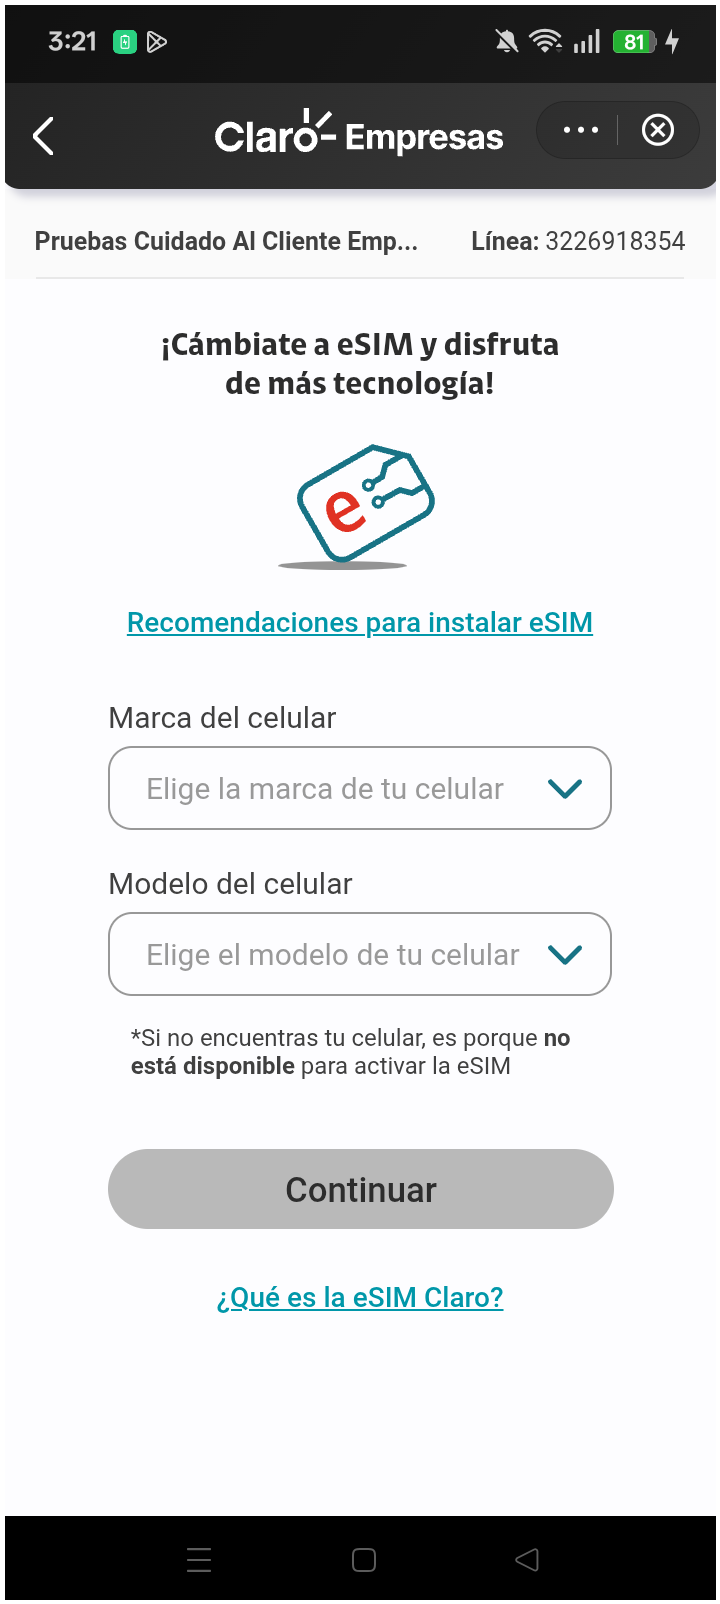 3:21
81
Claro Empresas
Pruebas Cuidado Al Cliente Emp... Línea: 3226918354
¡Cámbiate a eSIM y disfruta
de más tecnología!
e
Recomendaciones para instalar eSIM
Marca del celular
Elige la marca de tu celular
Modelo del celular
Elige el modelo de tu celular
*Si no encuentras tu celular, es porque no
está disponible para activar la eSIM
Continuar
¿Qué es la eSIM Claro?